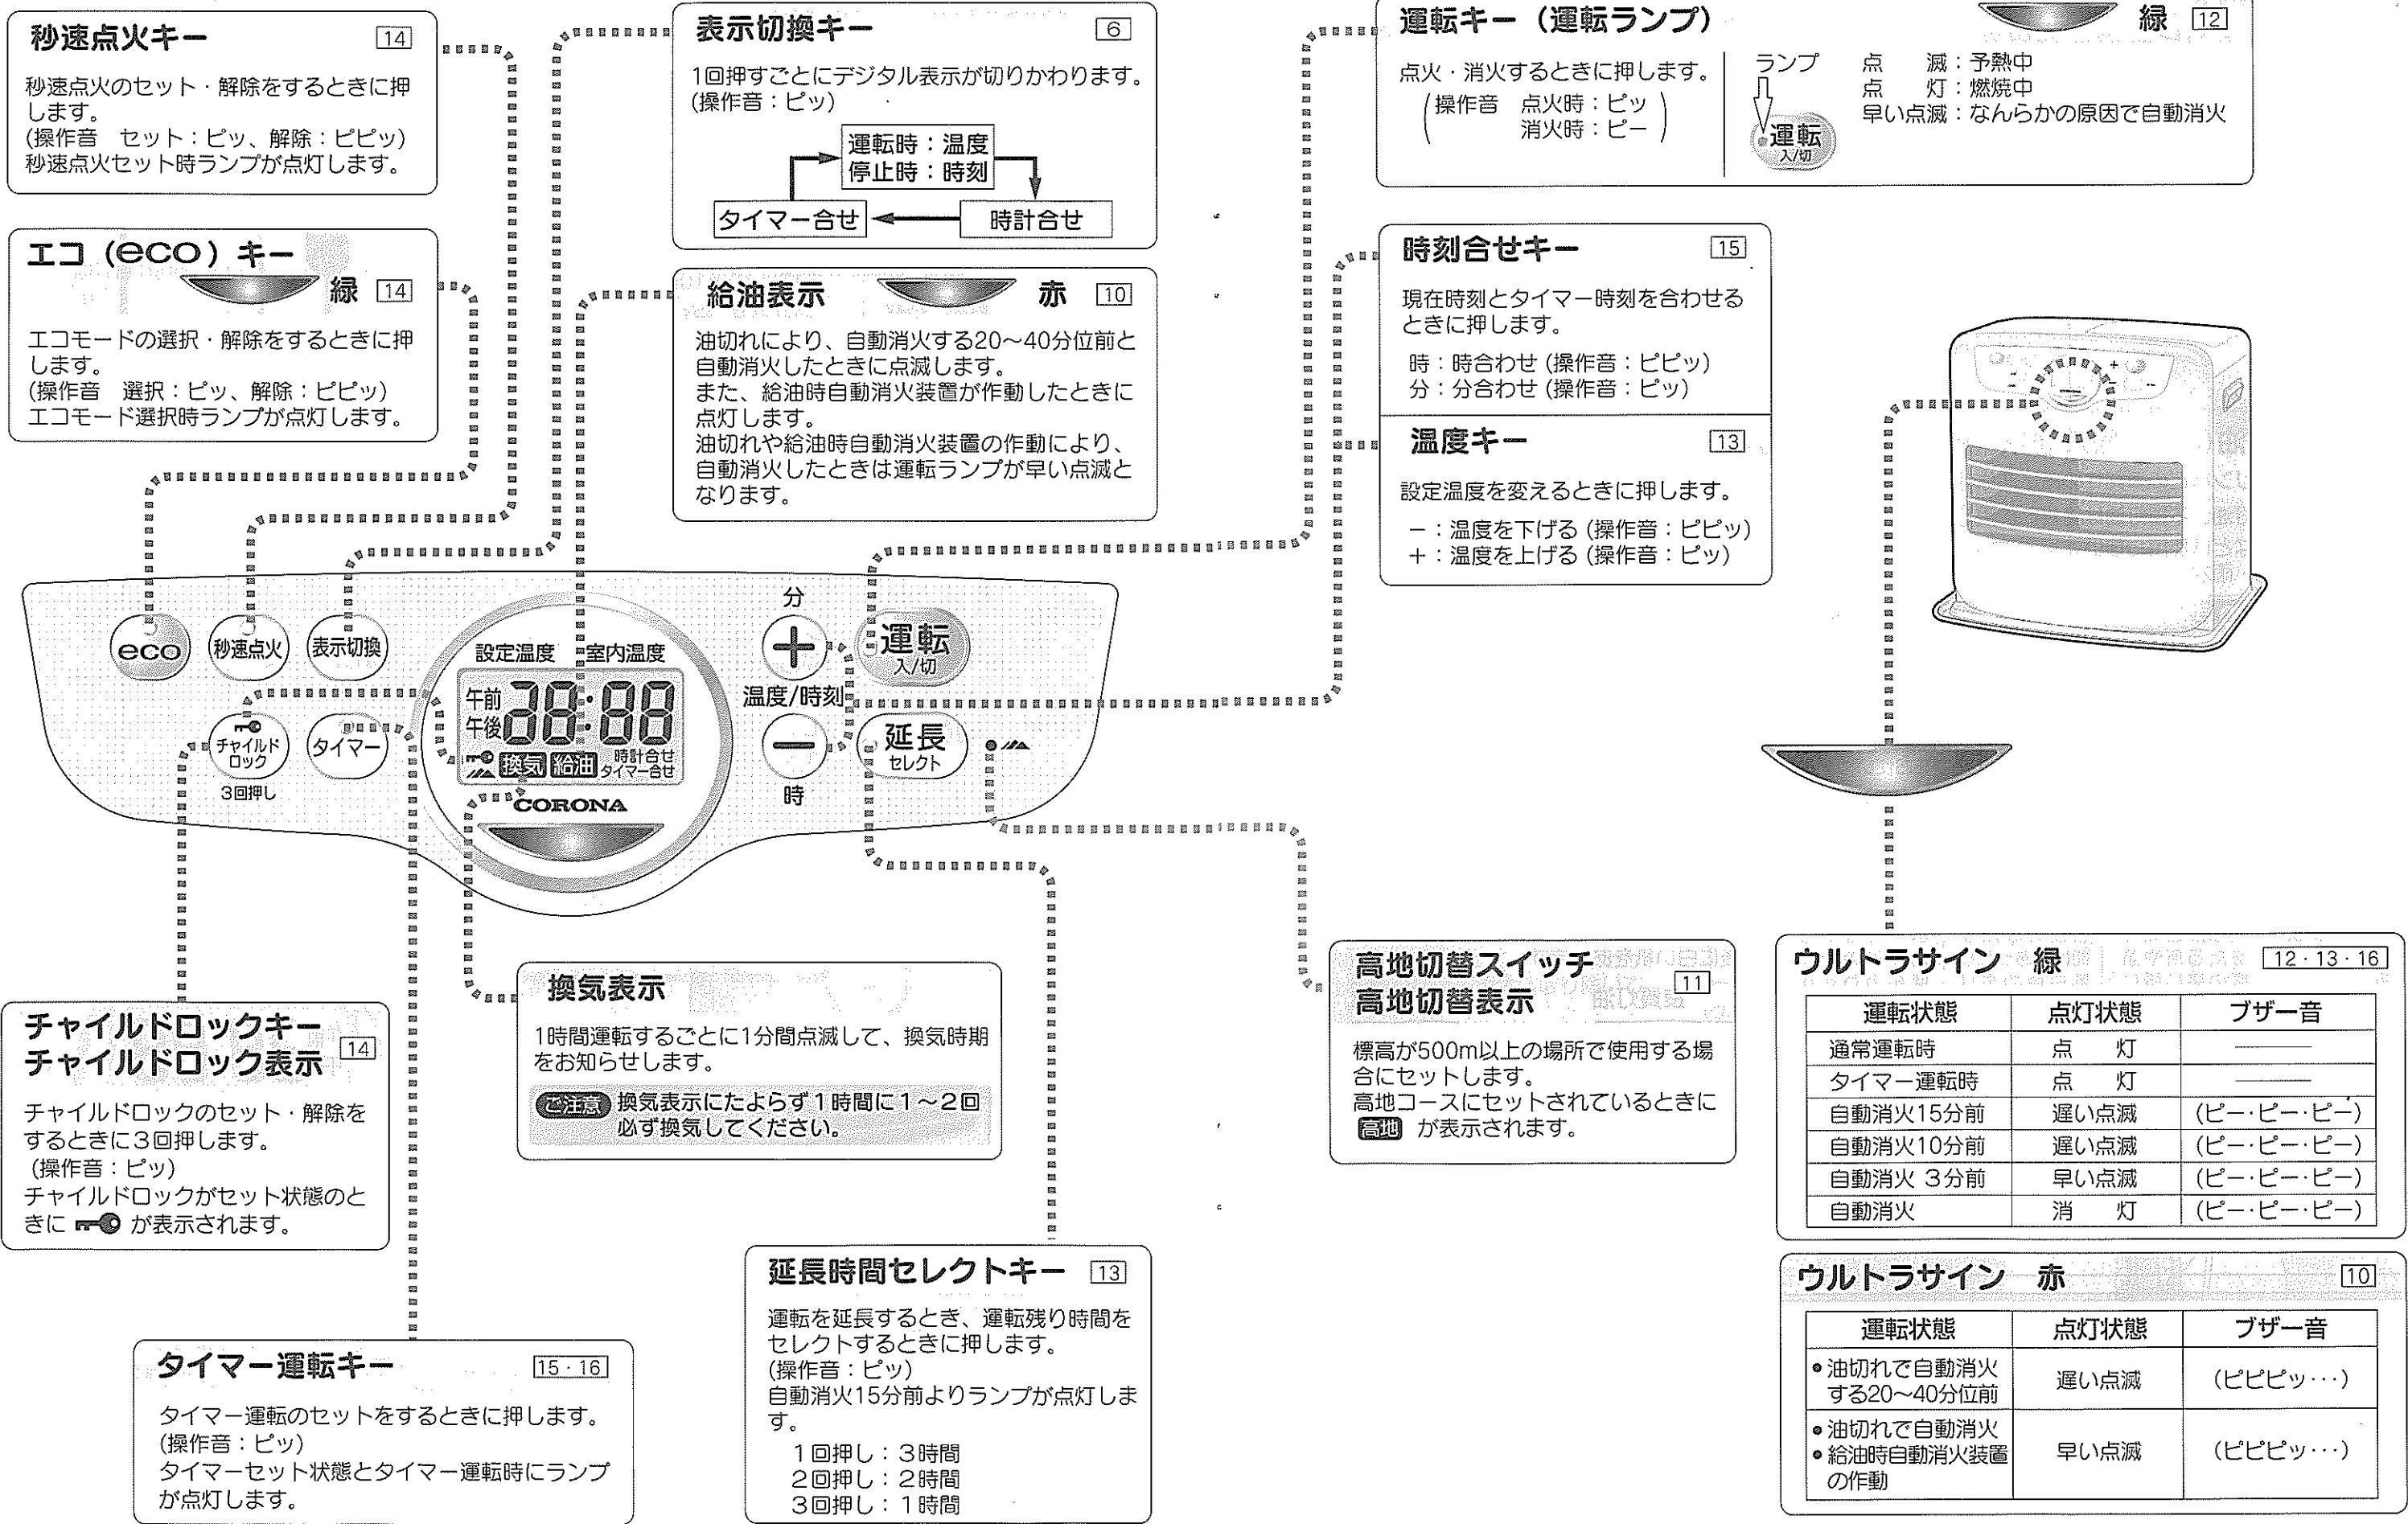 秒速点火キー 14
秒速点火のセット・解除をするときに押
します。
(操作音 セット：ピッ、解除：ピピッ)
秒速点火セット時ランプが点灯します。
エコ（eco）キー
緑 14
エコモードの選択・解除をするときに押
します。
(操作音 選択：ピッ、解除：ピピッ)
エコモード選択時ランプが点灯します。
表示切換キー 6
1回押すごとにデジタル表示が切りかわります。
(操作音：ピッ)
運転時：温度
停止時：時刻
タイマー合せ
時計合せ
給油表示 赤 10
油切れにより、自動消火する20〜40分位前と
自動消火したときに点滅します。
また、給油時自動消火装置が作動したときに
点灯します。
油切れや給油時自動消火装置の作動により、
自動消火したときは運転ランプが早い点滅と
なります。
運転キー（運転ランプ） 緑 12
点火・消火するときに押します。
(操作音 点火時：ピッ
消火時：ピー)
ランプ
運転
入/切
点 滅：予熱中
点 灯：燃焼中
早い点滅：なんらかの原因で自動消火
時刻合せキー 15
現在時刻とタイマー時刻を合わせる
ときに押します。
時：時合わせ (操作音：ピピッ)
分：分合わせ (操作音：ピッ)
温度キー 13
設定温度を変えるときに押します。
−：温度を下げる (操作音：ピピッ)
＋：温度を上げる (操作音：ピッ)
eco
秒速点火
表示切換
チャイルド
ロック
3回押し
タイマー
設定温度 室内温度
午前
午後
38:88
換気 給油
時計合せ
タイマー合せ
CORONA
分
＋
温度/時刻
−
時
運転
入/切
延長
セレクト
チャイルドロックキー
チャイルドロック表示 14
チャイルドロックのセット・解除を
するときに３回押します。
(操作音：ピッ)
チャイルドロックがセット状態のと
きに が表示されます。
換気表示
1時間運転するごとに1分間点滅して、換気時期
をお知らせします。
ご注意 換気表示にたよらず１時間に１〜２回
必ず換気してください。
高地切替スイッチ
高地切替表示 11
標高が500m以上の場所で使用する場
合にセットします。
高地コースにセットされているときに
高地 が表示されます。
タイマー運転キー 15・16
タイマー運転のセットをするときに押します。
(操作音：ピッ)
タイマーセット状態とタイマー運転時にランプ
が点灯します。
延長時間セレクトキー 13
運転を延長するとき、運転残り時間を
セレクトするときに押します。
(操作音：ピッ)
自動消火15分前よりランプが点灯しま
す。
１回押し：３時間
２回押し：２時間
３回押し：１時間
ウルトラサイン 緑 12・13・16
運転状態 点灯状態 ブザー音
通常運転時 点 灯 ―――
タイマー運転時 点 灯 ―――
自動消火15分前 遅い点滅 (ピー・ピー・ピー)
自動消火10分前 遅い点滅 (ピー・ピー・ピー)
自動消火 3分前 早い点滅 (ピー・ピー・ピー)
自動消火 消 灯 (ピー・ピー・ピー)
ウルトラサイン 赤 10
運転状態 点灯状態 ブザー音
●油切れで自動消火
する20〜40分位前 遅い点滅 (ピピピッ･･･)
●油切れで自動消火
●給油時自動消火装置
の作動 早い点滅 (ピピピッ･･･)